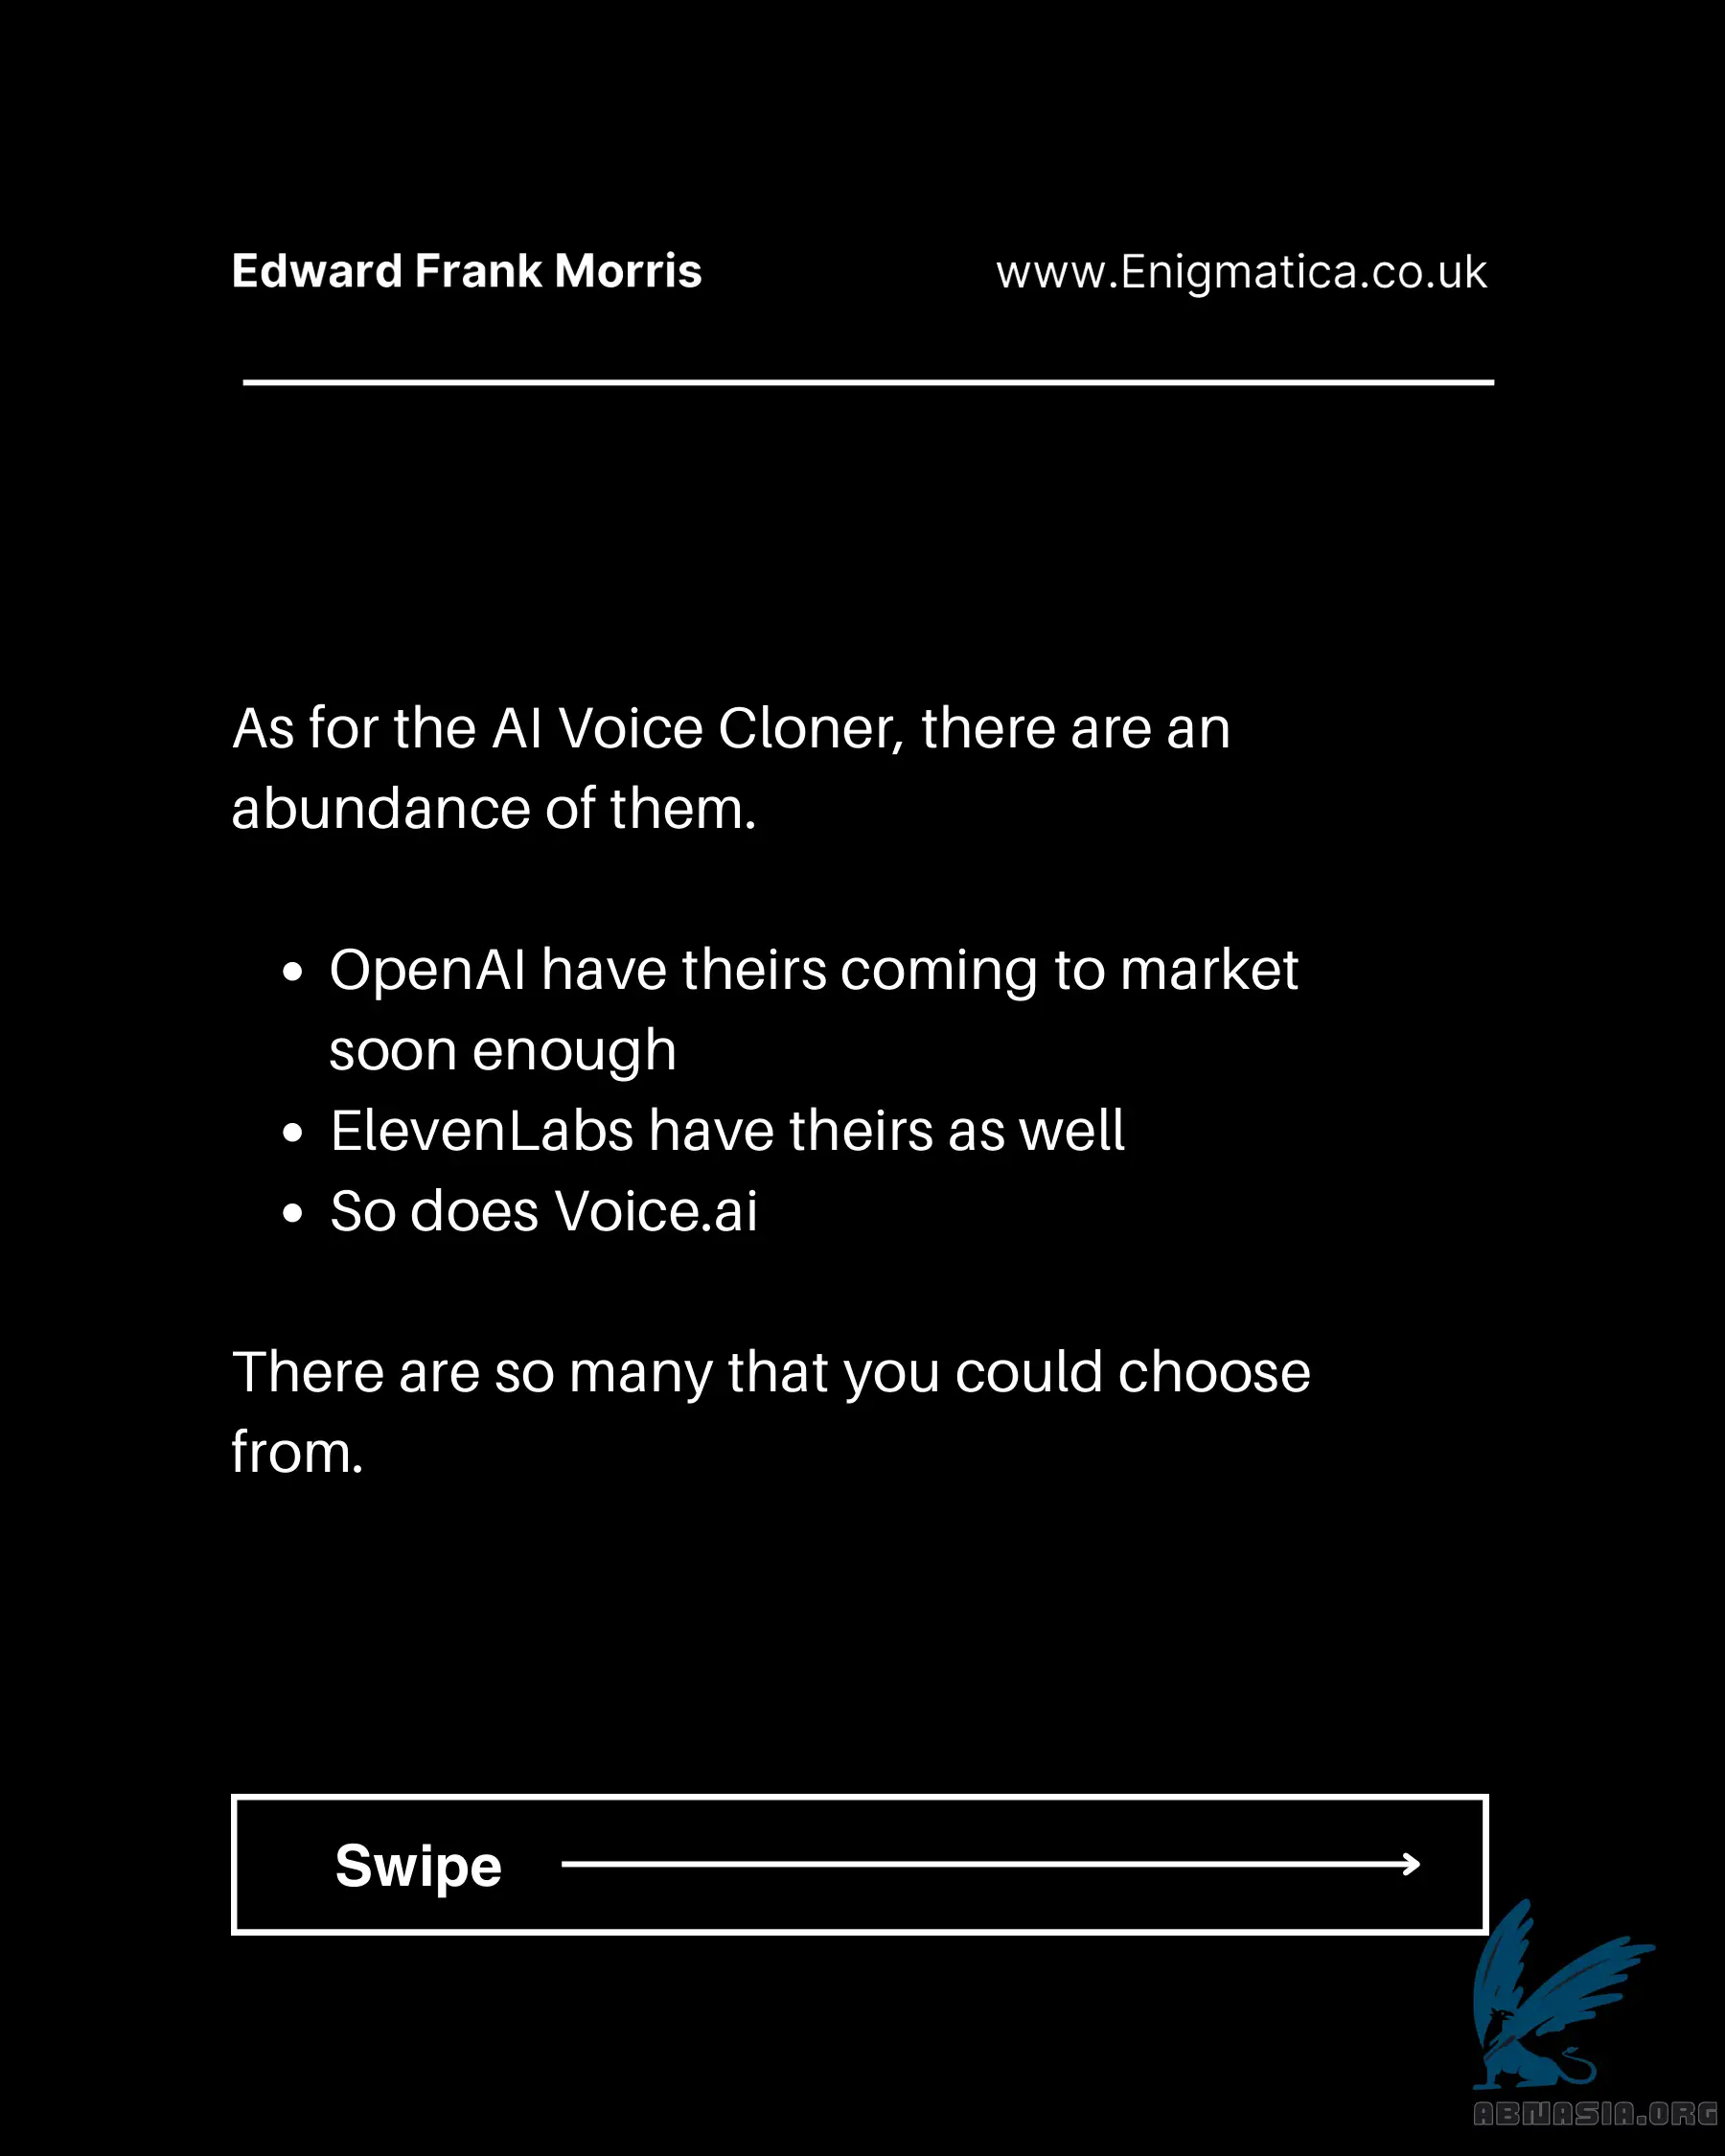 Edward Frank Morris
www.Enigmatica.co.uk
As for the AI Voice Cloner, there are an
abundance of them.
• OpenAI have theirs coming to market
soon enough
• ElevenLabs have theirs as well
• So does Voice.ai
There are so many that you could choose
from.
Swipe
ABNASIA.ORG